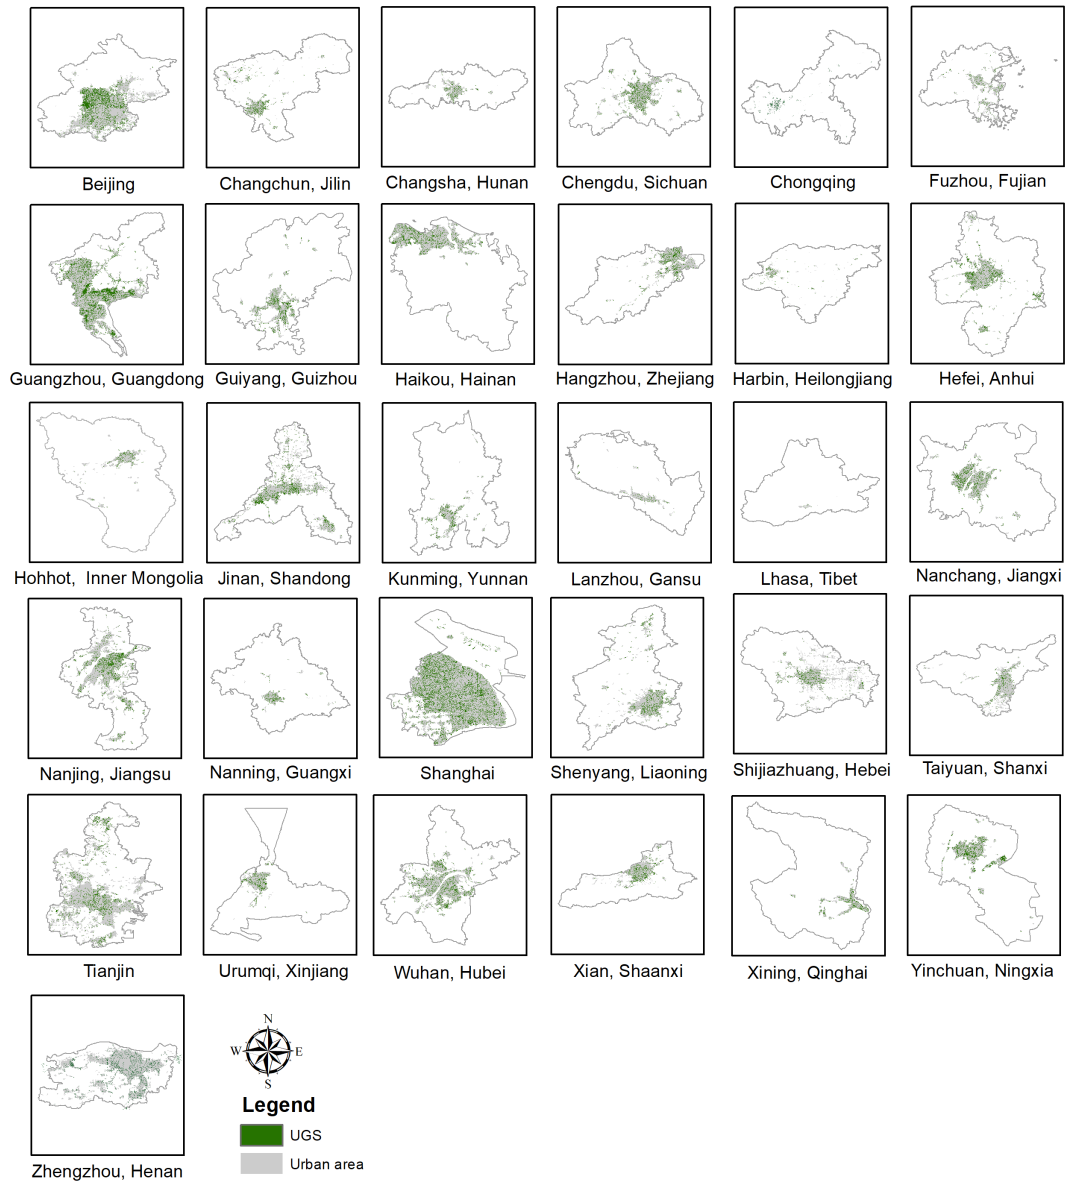 Beijing
Changchun, Jilin
Changsha, Hunan
Chengdu, Sichuan
Chongqing
Fuzhou, Fujian
Guangzhou, Guangdong
Guiyang, Guizhou
Haikou, Hainan
Hangzhou, Zhejiang
Harbin, Heilongjiang
Hefei, Anhui
Hohhot,  Inner Mongolia
Jinan, Shandong
Kunming, Yunnan
Lanzhou, Gansu
Lhasa, Tibet
Nanchang, Jiangxi
Nanjing, Jiangsu
Nanning, Guangxi
Shanghai
Shenyang, Liaoning
Shijiazhuang, Hebei
Taiyuan, Shanxi
Tianjin
Urumqi, Xinjiang
Wuhan, Hubei
Xian, Shaanxi
Xining, Qinghai
Yinchuan, Ningxia
Zhengzhou, Henan
N
W E
S
Legend
UGS
Urban area